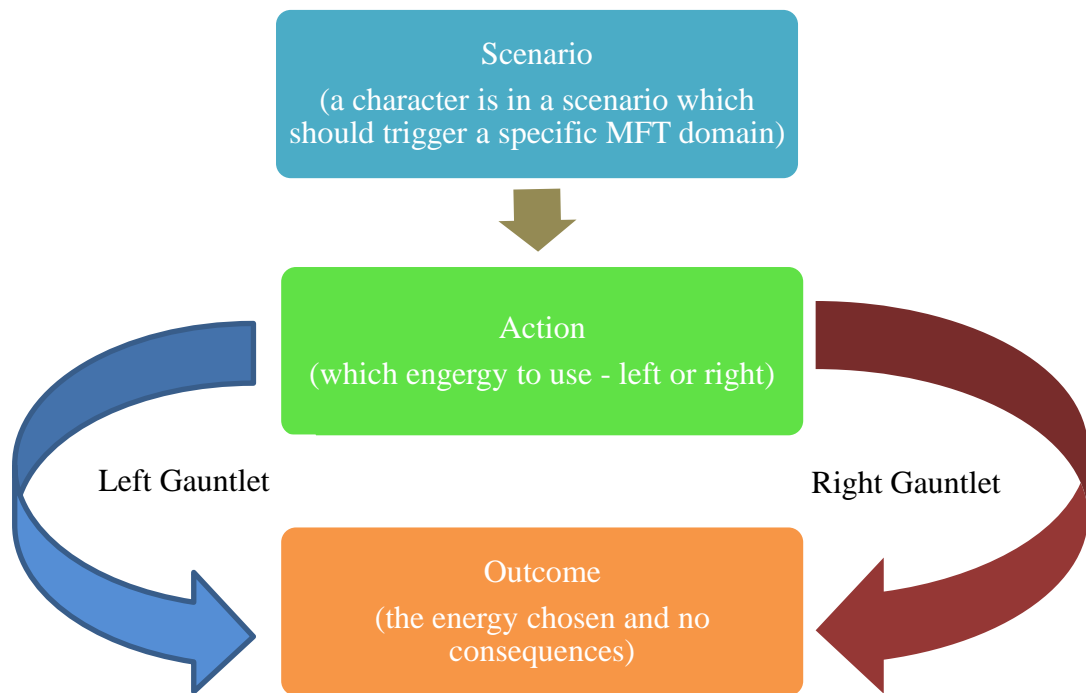 Scenario
(a character is in a scenario which
should trigger a specific MFT domain)
Action
(which engergy to use - left or right)
Left Gauntlet
Right Gauntlet
Outcome
(the energy chosen and no
consequences)